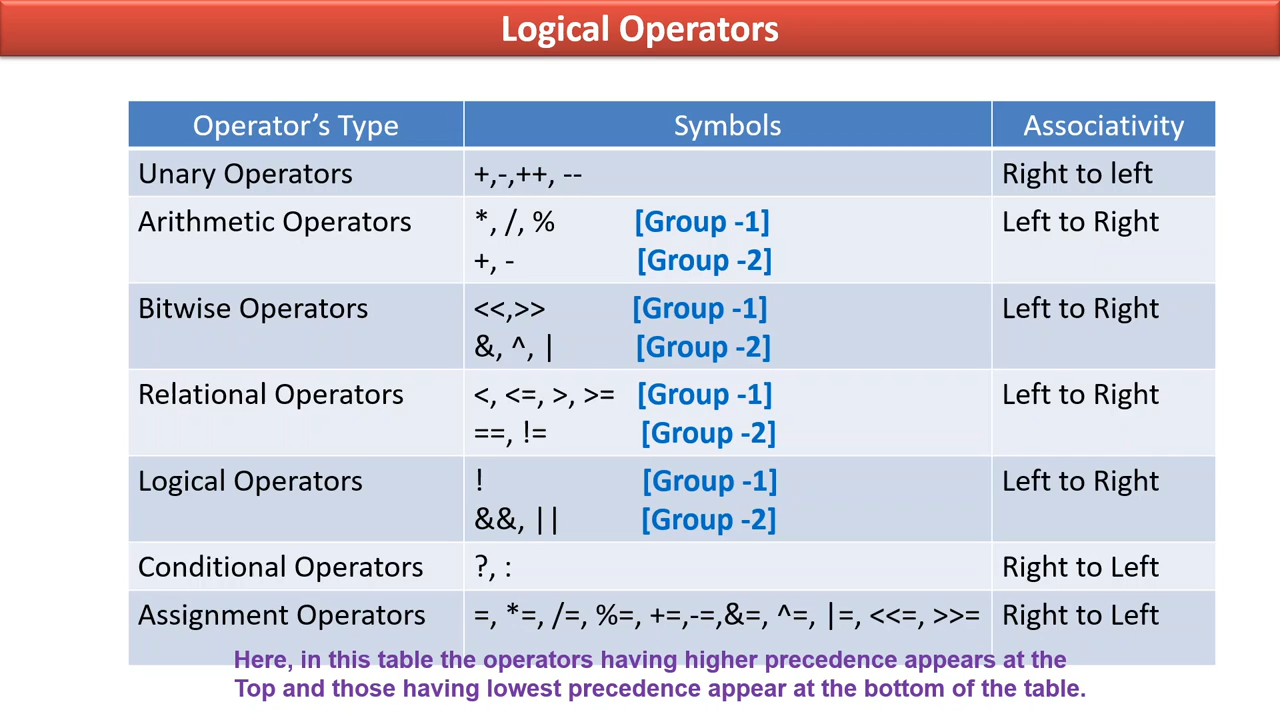 Logical Operators
Operator’s Type Symbols Associativity
Unary Operators +,-,++, -- Right to left
Arithmetic Operators *, /, % [Group -1] Left to Right
+, - [Group -2]
Bitwise Operators <<,>> [Group -1] Left to Right
&, ^, | [Group -2]
Relational Operators <, <=, >, >= [Group -1] Left to Right
==, != [Group -2]
Logical Operators ! [Group -1] Left to Right
&&, || [Group -2]
Conditional Operators ?, : Right to Left
Assignment Operators =, *=, /=, %=, +=,-=,&=, ^=, |=, <<=, >>= Right to Left
Here, in this table the operators having higher precedence appears at the
Top and those having lowest precedence appear at the bottom of the table.